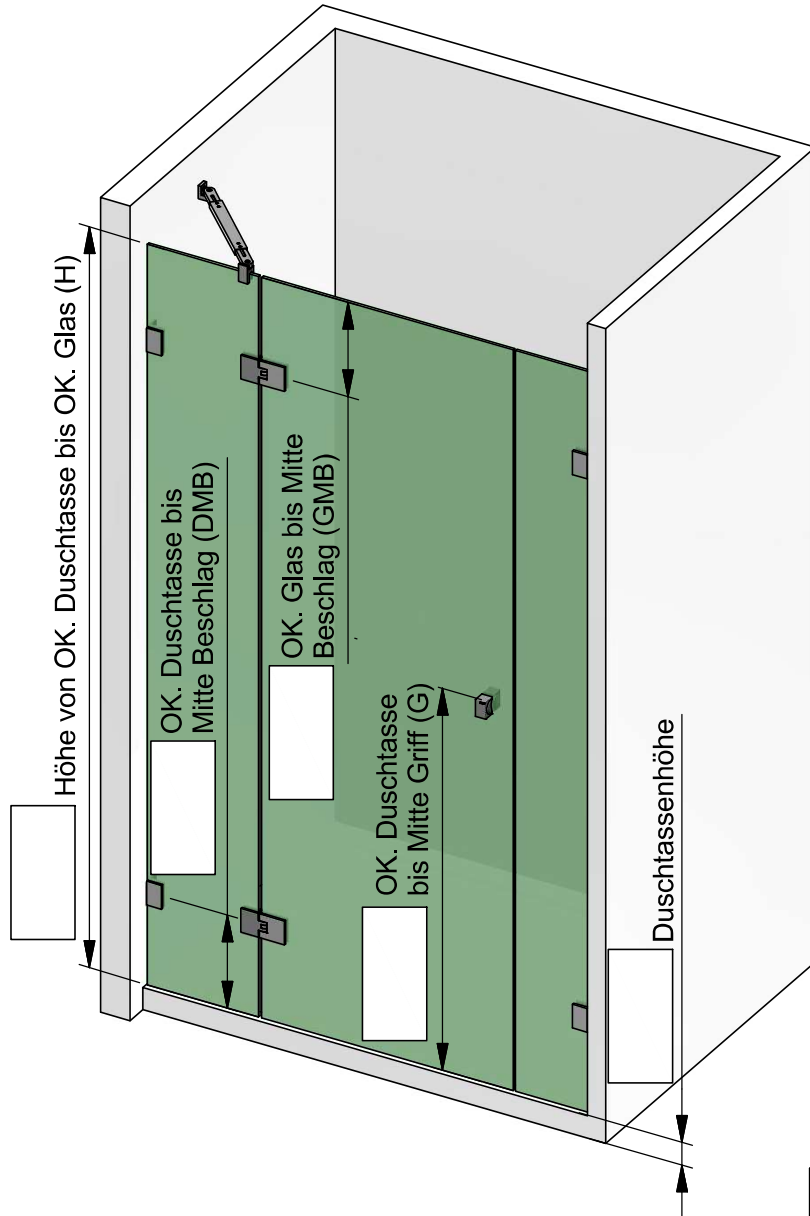 Höhe von OK. Duschtasse bis OK. Glas (H)
OK. Duschtasse bis
Mitte Beschlag (DMB)
OK. Glas bis Mitte
Beschlag (GMB)
OK. Duschtasse
bis Mitte Griff (G)
Duschtassenhöhe